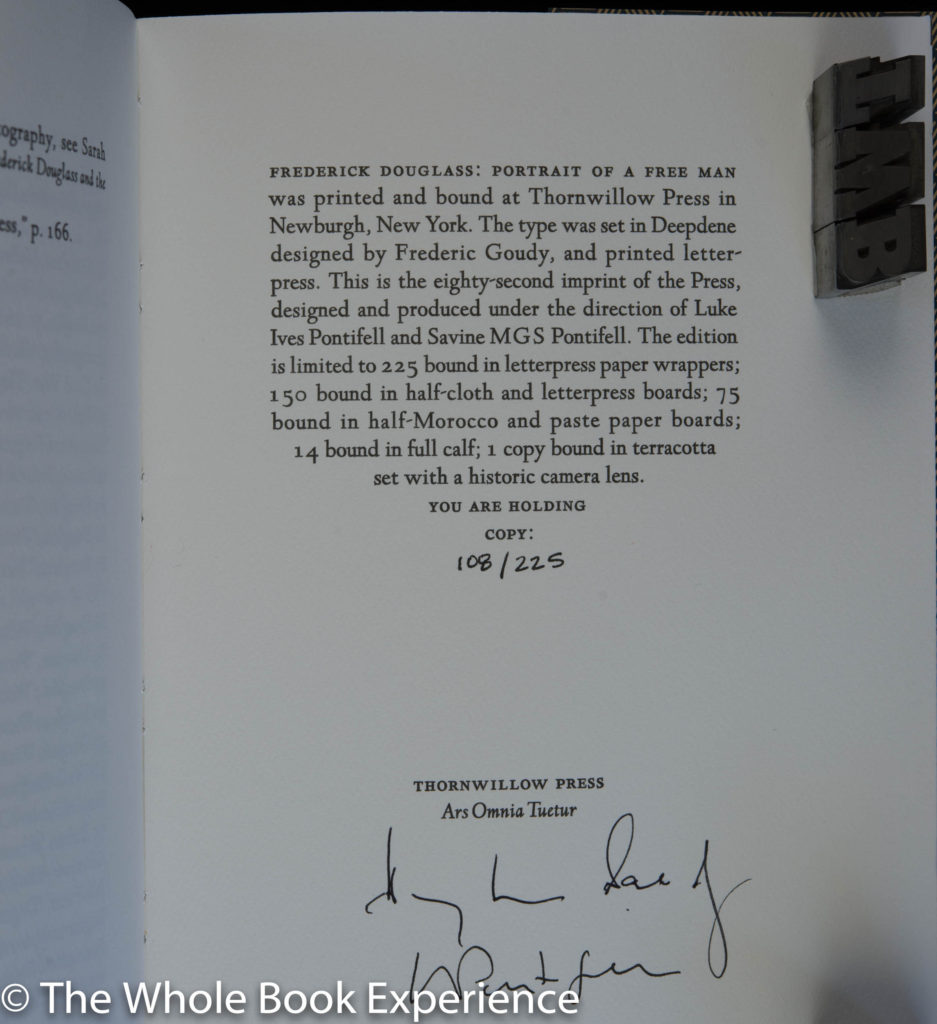 tography, see Sarah
derick Douglass and the
ess," p. 166.
FREDERICK DOUGLASS: PORTRAIT OF A FREE MAN
was printed and bound at Thornwillow Press in
Newburgh, New York. The type was set in Deepdene
designed by Frederic Goudy, and printed letter-
press. This is the eighty-second imprint of the Press,
designed and produced under the direction of Luke
Ives Pontifell and Savine MGS Pontifell. The edition
is limited to 225 bound in letterpress paper wrappers;
150 bound in half-cloth and letterpress boards; 75
bound in half-Morocco and paste paper boards;
14 bound in full calf; 1 copy bound in terracotta
set with a historic camera lens.
YOU ARE HOLDING
COPY:
108/225
THORNWILLOW PRESS
Ars Omnia Tuetur
© The Whole Book Experience